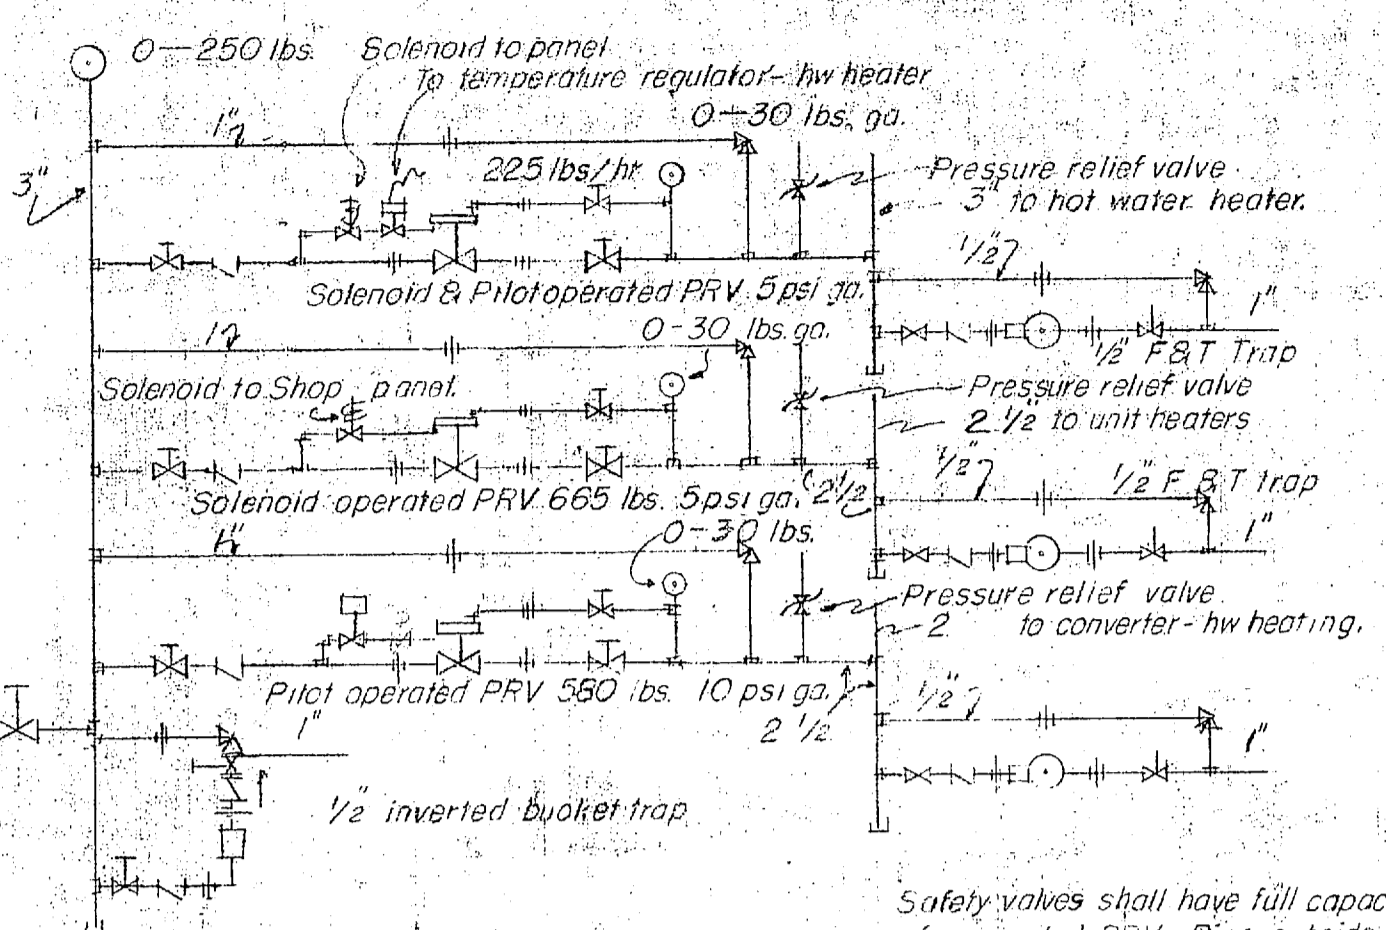 0-250 lbs.
Solenoid to panel
To temperature regulator- hw heater
0-30 lbs. ga.
1"
3"
225 lbs/hr
Pressure relief valve
3" to hot water heater.
1/2"
Solenoid & Pilot operated PRV 5 psi ga.
1"
1/2" F & T Trap
0-30 lbs. ga.
Solenoid to Shop panel.
Pressure relief valve
2 1/2" to unit heaters
1/2"
1/2" F & T trap
Solenoid operated PRV 665 lbs. 5 psi ga.
2 1/2
1"
0-30 lbs.
Pressure relief valve
2 to converter - hw heating.
Pilot operated PRV 580 lbs. 10 psi ga.
2 1/2
1/2"
1"
1"
1/2" inverted bucket trap
Safety valves shall have full capac